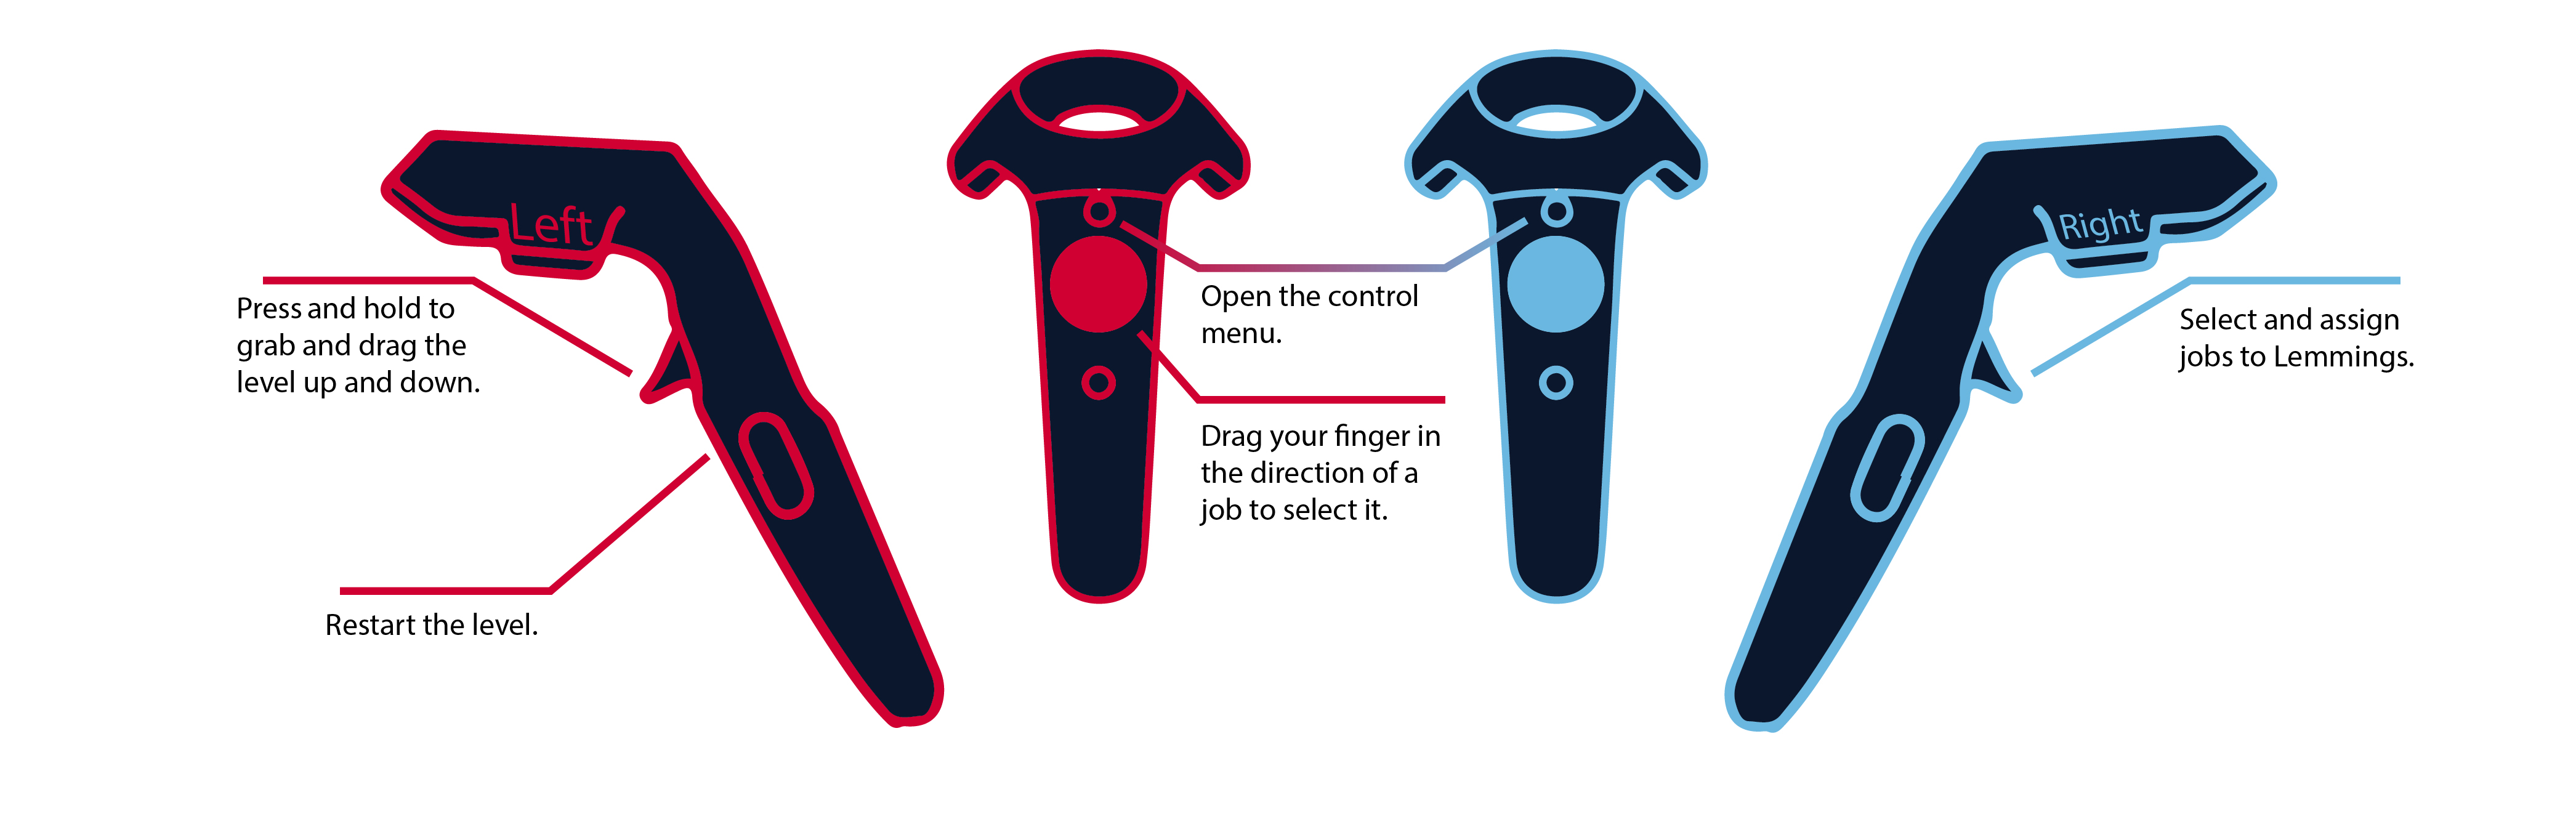 Left
Press and hold to
grab and drag the
level up and down.
Restart the level.
Open the control
menu.
Drag your finger in
the direction of a
job to select it.
Right
Select and assign
jobs to Lemmings.